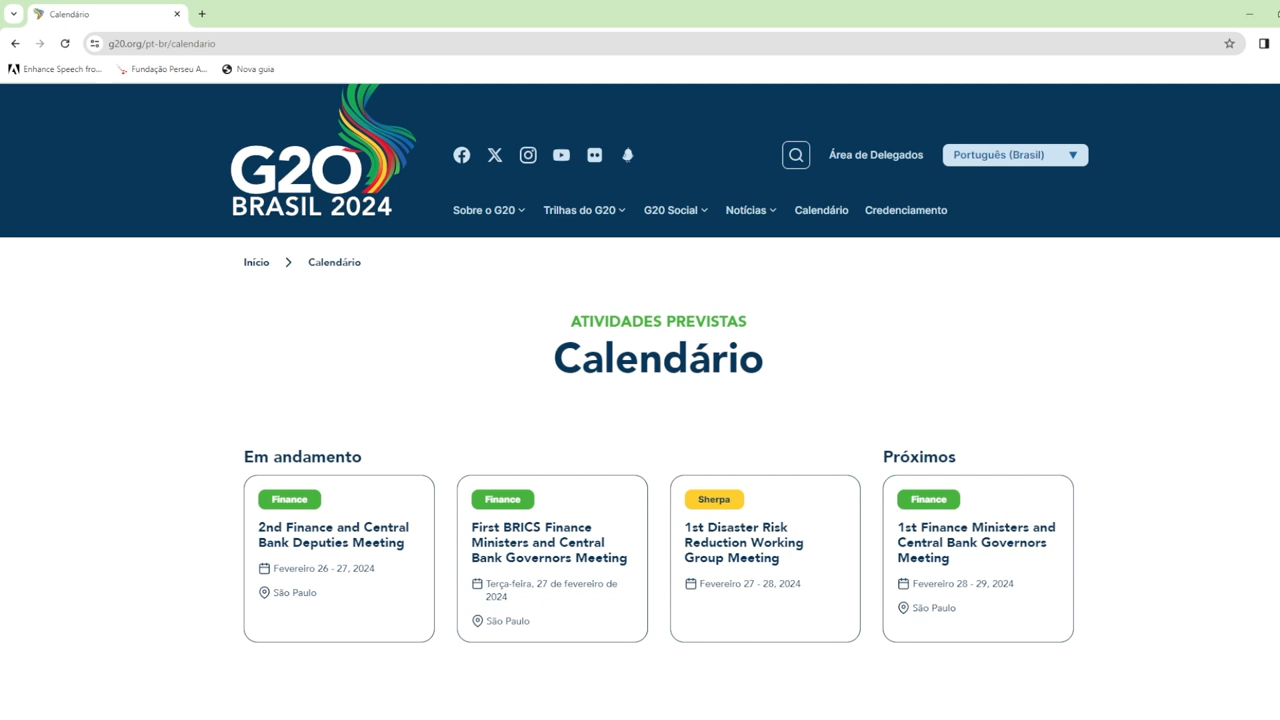 Calendário
g20.org/pt-br/calendario
Enhance Speech fro...
Fundação Perseu A...
Nova guia
G20
BRASIL 2024
Área de Delegados
Português (Brasil)
Sobre o G20
Trilhas do G20
G20 Social
Notícias
Calendário
Credenciamento
Início
Calendário
ATIVIDADES PREVISTAS
Calendário
Em andamento
Finance
2nd Finance and Central
Bank Deputies Meeting
Fevereiro 26 - 27, 2024
São Paulo
Finance
First BRICS Finance
Ministers and Central
Bank Governors Meeting
Terça-feira, 27 de fevereiro de
2024
São Paulo
Sherpa
1st Disaster Risk
Reduction Working
Group Meeting
Fevereiro 27 - 28, 2024
Próximos
Finance
1st Finance Ministers and
Central Bank Governors
Meeting
Fevereiro 28 - 29, 2024
São Paulo